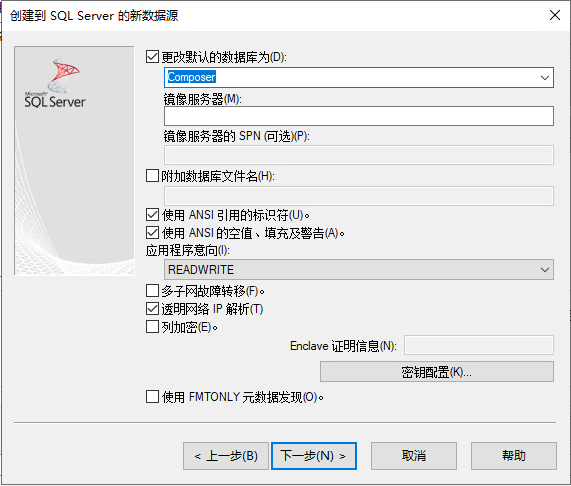 创建到 SQL Server 的新数据源
Microsoft
SQL Server
更改默认的数据库为(D):
Composer
镜像服务器(M):
镜像服务器的 SPN (可选)(P):
附加数据库文件名(H):
使用 ANSI 引用的标识符(U)。
使用 ANSI 的空值、填充及警告(A)。
应用程序意向(I):
READWRITE
多子网故障转移(F)。
透明网络 IP 解析(T)
列加密(E)。
Enclave 证明信息(N):
密钥配置(K)...
使用 FMTONLY 元数据发现(O)。
< 上一步(B)
下一步(N) >
取消
帮助